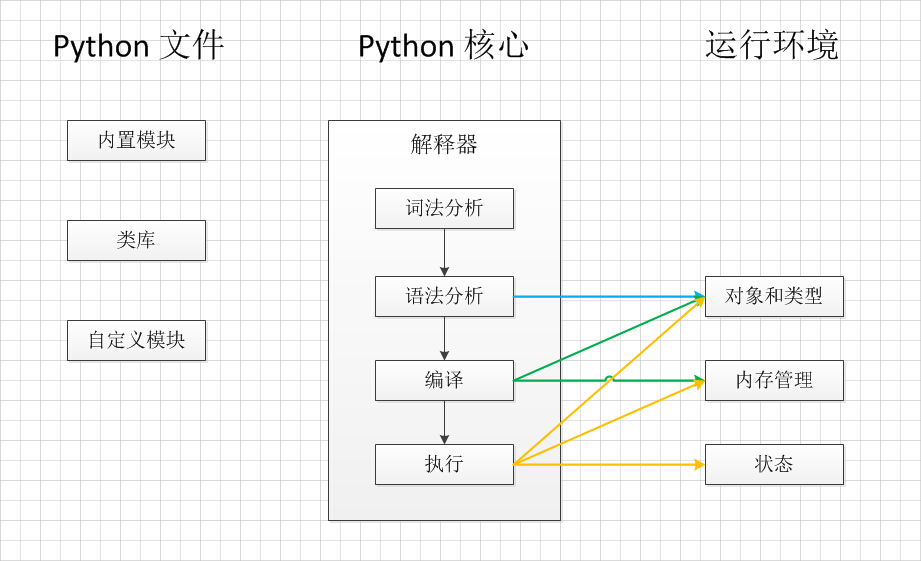 Python 文件
Python 核心
运行环境
内置模块
类库
自定义模块
解释器
词法分析
语法分析
编译
执行
对象和类型
内存管理
状态